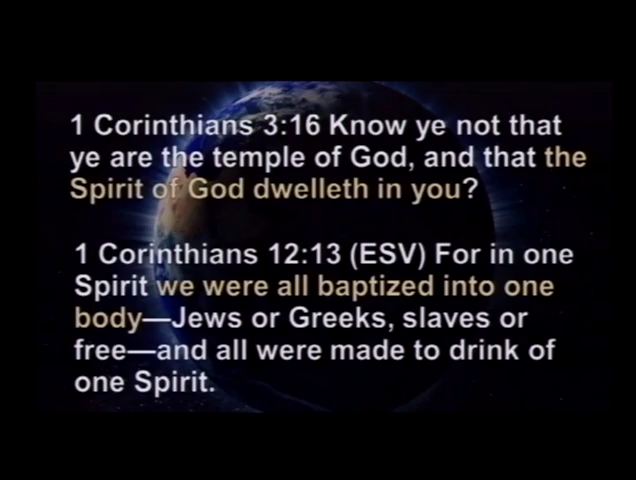 1 Corinthians 3:16 Know ye not that
ye are the temple of God, and that the
Spirit of God dwelleth in you?
1 Corinthians 12:13 (ESV) For in one
Spirit we were all baptized into one
body—Jews or Greeks, slaves or
free—and all were made to drink of
one Spirit.